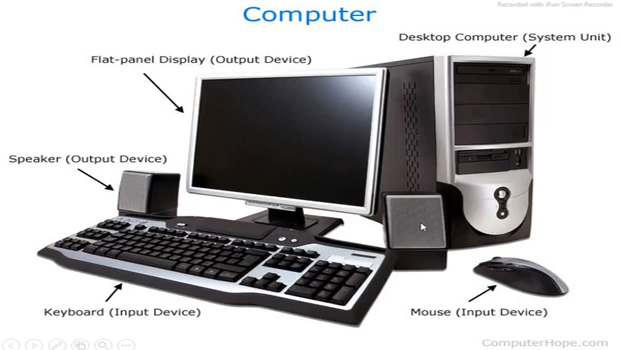 Recorded with iFun Screen Recorder
Computer
Desktop Computer (System Unit)
Flat-panel Display (Output Device)
Speaker (Output Device)
Keyboard (Input Device)
Mouse (Input Device)
ComputerHope.com